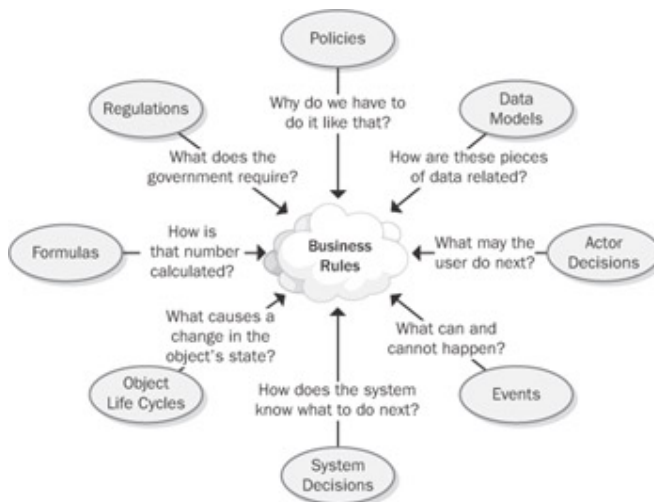 Policies
Regulations
Data
Models
Why do we have to
do it like that?
What does the
government require?
How are these pieces
of data related?
Formulas
How is
that number
calculated?
Business
Rules
What may the
user do next?
Actor
Decisions
What causes a
change in the
object's state?
What can and
cannot happen?
Object
Life Cycles
How does the system
know what to do next?
Events
System
Decisions